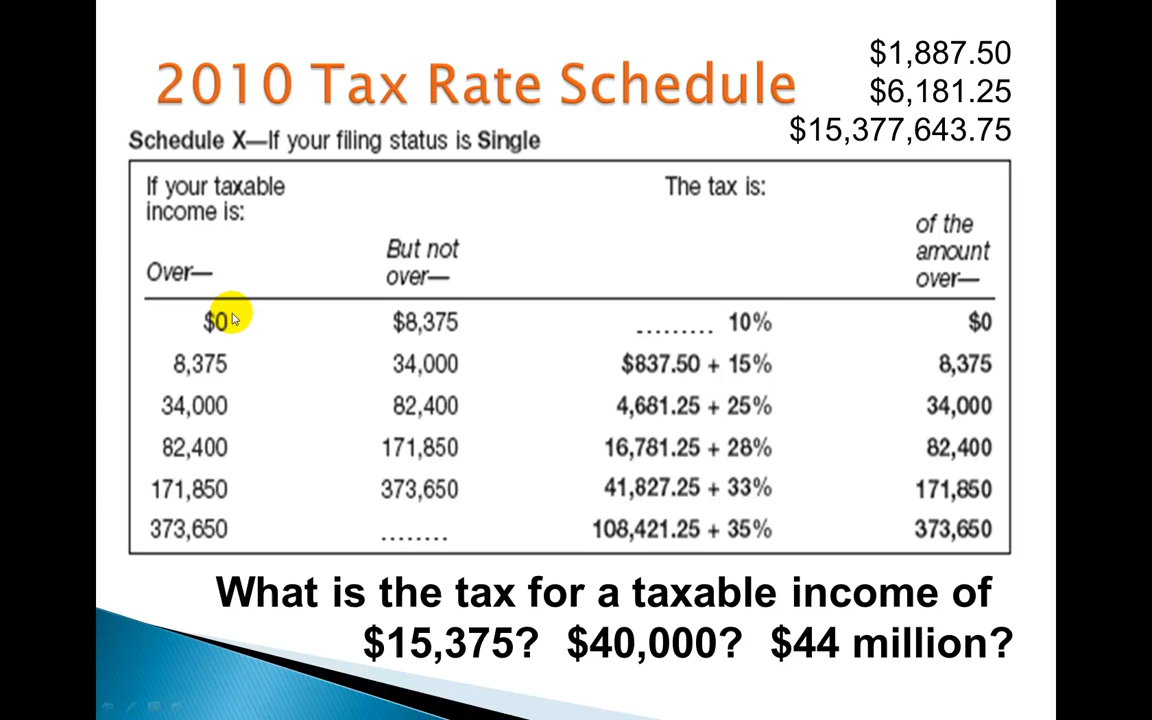 $1,887.50
2010 Tax Rate Schedule
$6,181.25
$15,377,643.75
Schedule X—If your filing status is Single
If your taxable
income is:
The tax is:
Over—
But not
over—
of the
amount
over—
$0 $8,375 ......... 10% $0
8,375 34,000 $837.50 + 15% 8,375
34,000 82,400 4,681.25 + 25% 34,000
82,400 171,850 16,781.25 + 28% 82,400
171,850 373,650 41,827.25 + 33% 171,850
373,650 ........ 108,421.25 + 35% 373,650
What is the tax for a taxable income of
$15,375? $40,000? $44 million?